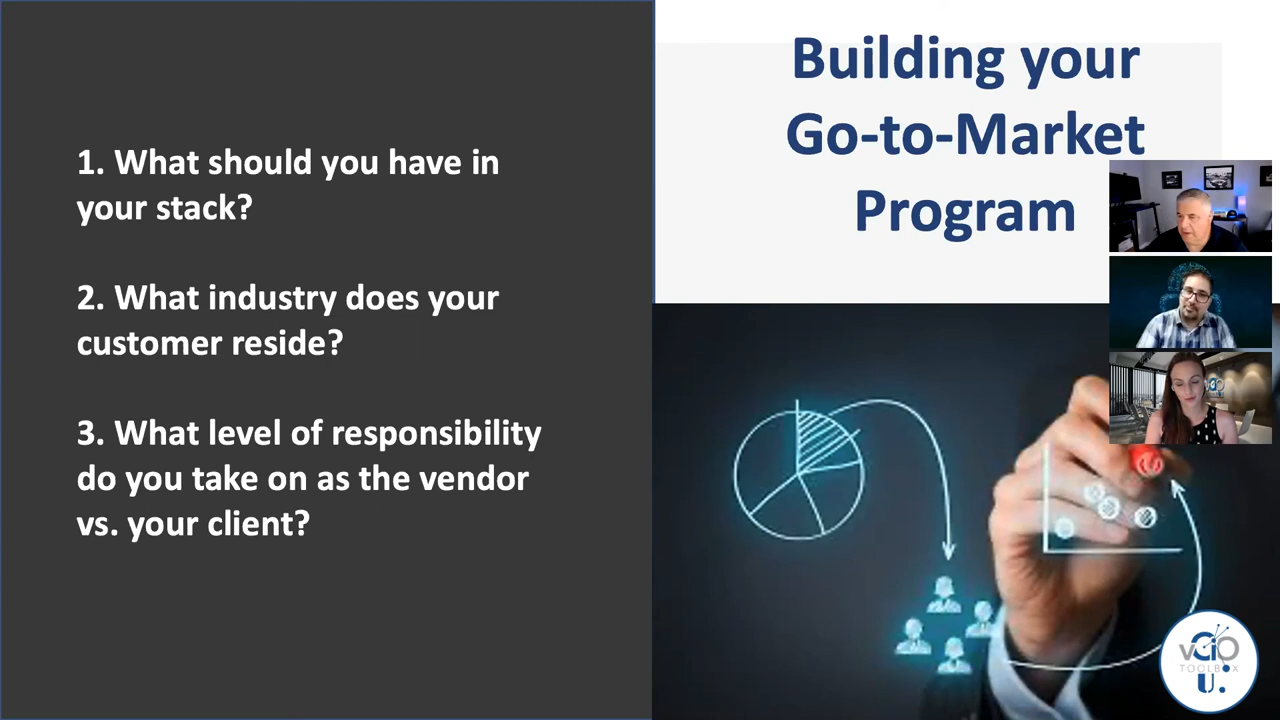 1. What should you have in
your stack?
2. What industry does your
customer reside?
3. What level of responsibility
do you take on as the vendor
vs. your client?
Building your
Go-to-Market
Program
vCIO
TOOLBOX
U.